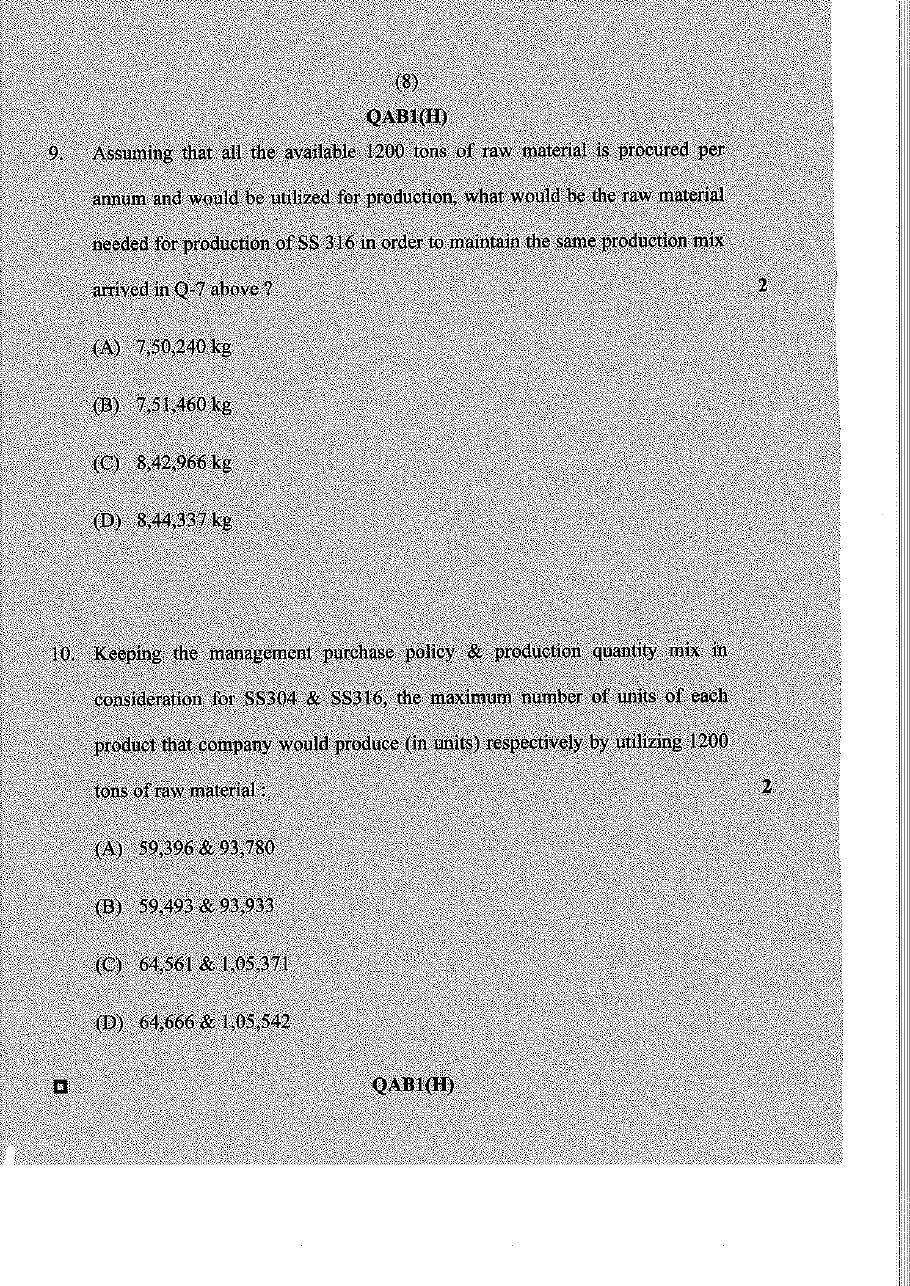 (8)
QAB1(H)
9. Assuming that all the available 1200 tons of raw material is procured per
annum and would be utilized for production, what would be the raw material
needed for production of SS 316 in order to maintain the same production mix
arrived in Q-7 above ? 2
(A) 7,50,240 kg
(B) 7,51,460 kg
(C) 8,42,966 kg
(D) 8,44,337 kg
10. Keeping the management purchase policy & production quantity mix in
consideration for SS304 & SS316, the maximum number of units of each
product that company would produce (in units) respectively by utilizing 1200
tons of raw material : 2
(A) 59,396 & 93,780
(B) 59,493 & 93,933
(C) 64,561 & 1,05,371
(D) 64,666 & 1,05,542
QAB1(H)